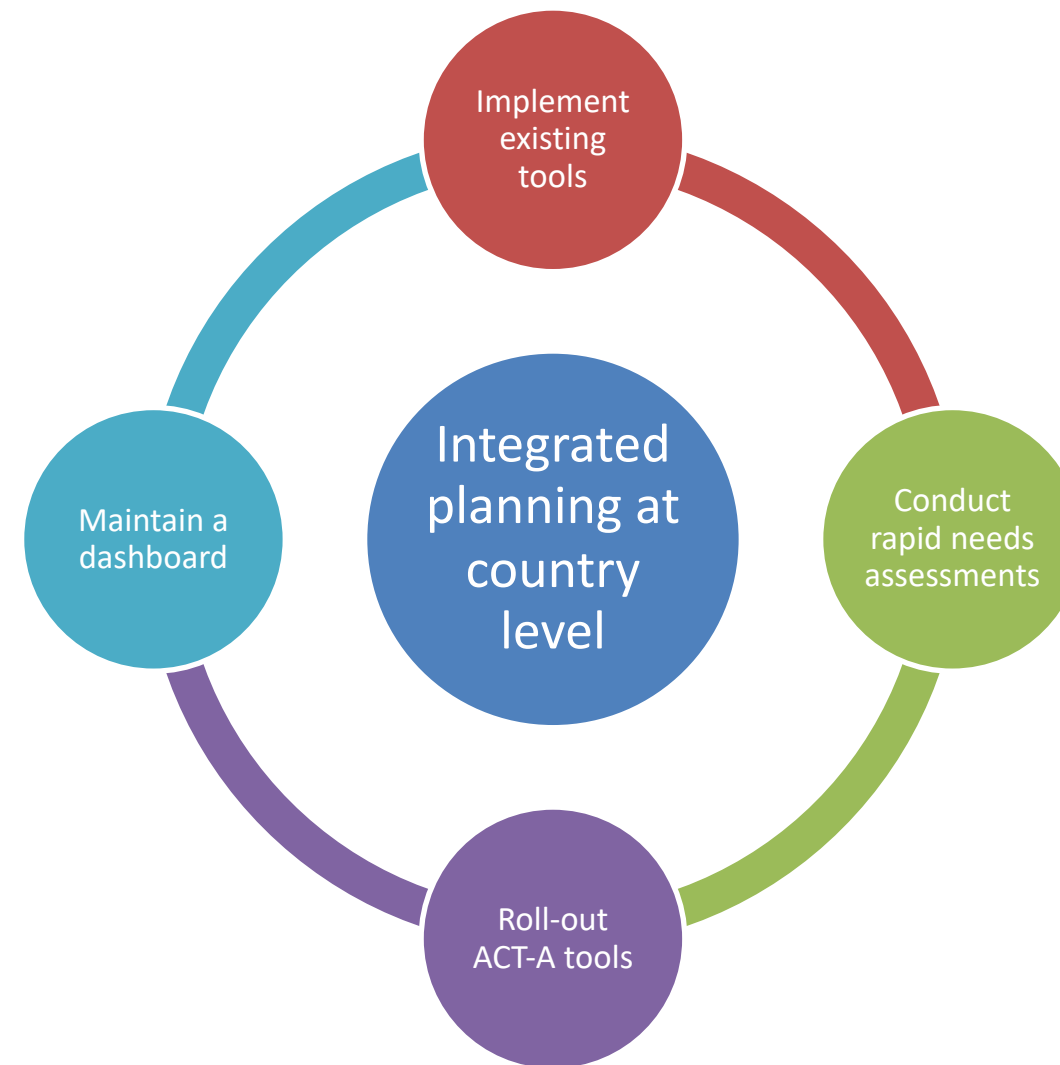 Implement
existing
tools
Integrated
planning at
country
level
Conduct
rapid needs
assessments
Maintain a
dashboard
Roll-out
ACT-A tools